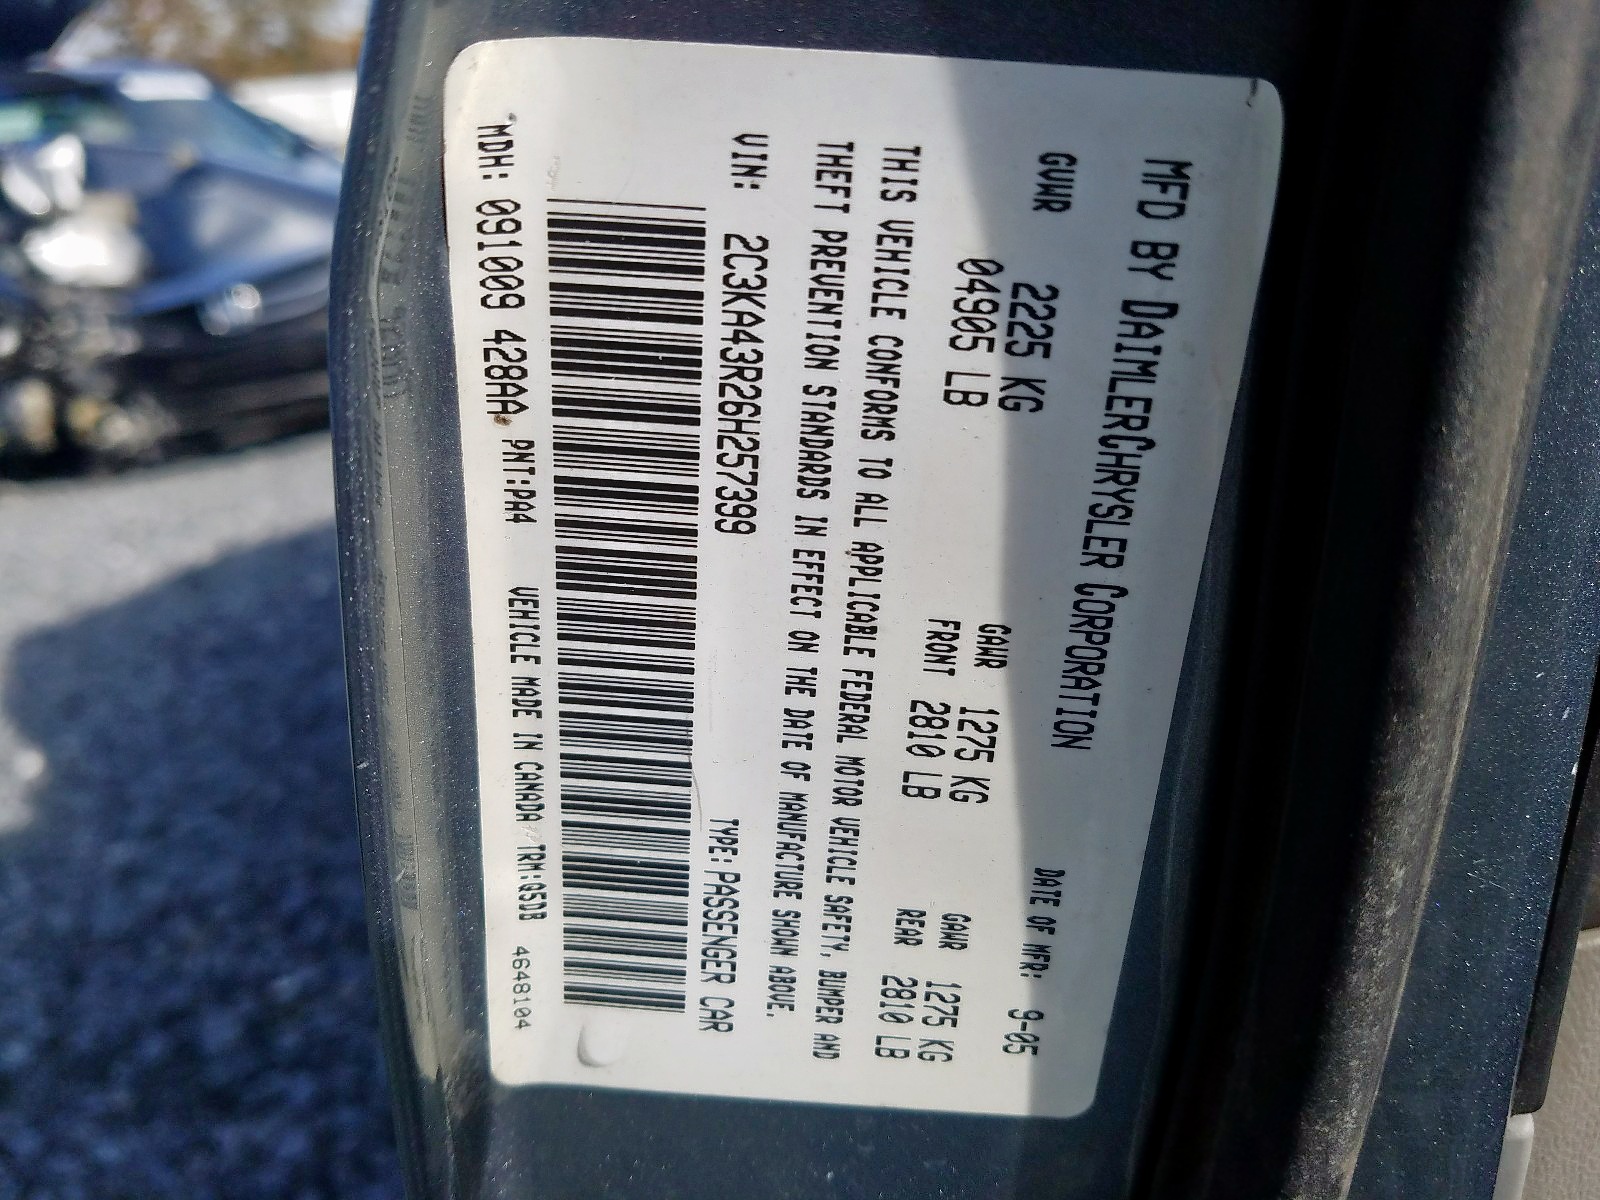 MFD BY DAIMLERCHRYSLER CORPORATION
DATE OF MFR: 9-05
GVWR 2225 KG
04905 LB
GAWR 1275 KG
FRONT 2810 LB
GAWR 1275 KG
REAR 2810 LB
THIS VEHICLE CONFORMS TO ALL APPLICABLE FEDERAL MOTOR VEHICLE SAFETY, BUMPER AND
THEFT PREVENTION STANDARDS IN EFFECT ON THE DATE OF MANUFACTURE SHOWN ABOVE.
VIN: 2C3KA43R26H257399
TYPE: PASSENGER CAR
MDH: 091009 428AA PNT:PA4 VEHICLE MADE IN CANADA TRM:G5DB 4648104